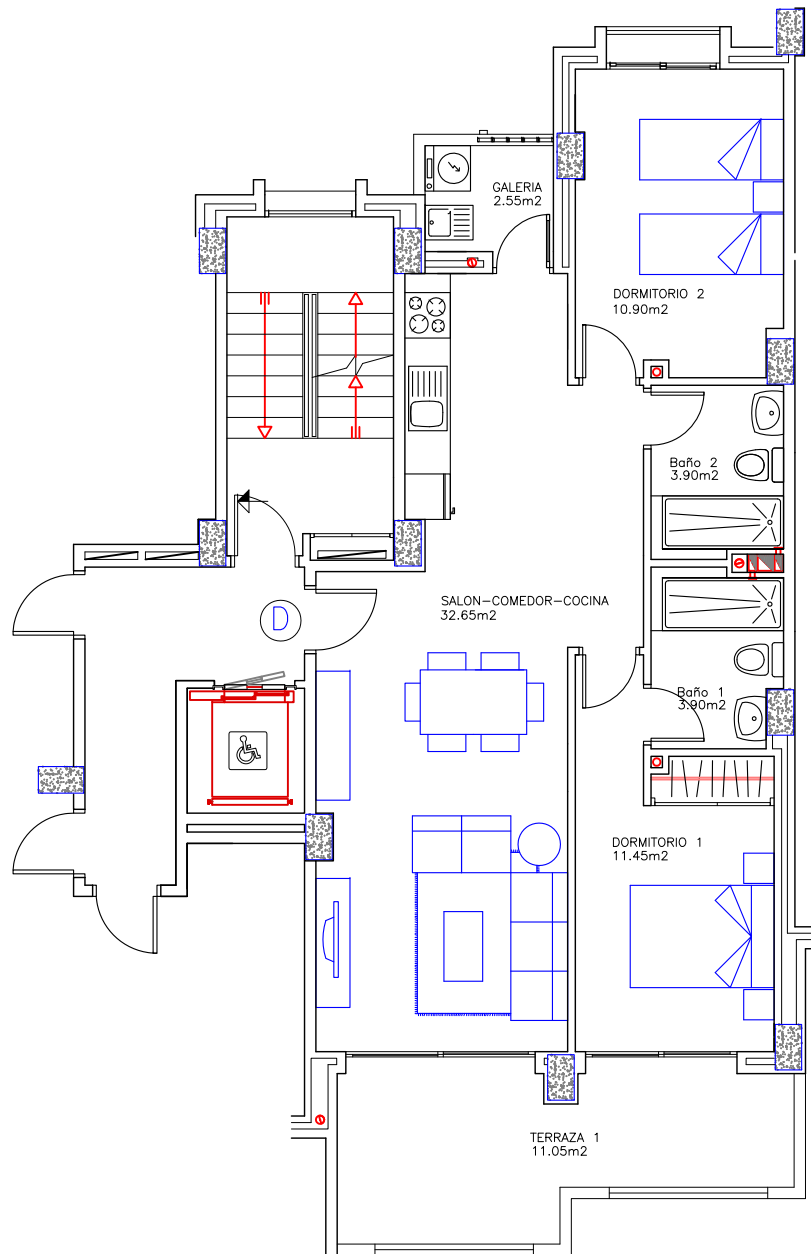 GALERIA
2.55m2
DORMITORIO 2
10.90m2
Baño 2
3.90m2
SALON-COMEDOR-COCINA
32.65m2
D
Baño 1
3.90m2
DORMITORIO 1
11.45m2
TERRAZA 1
11.05m2